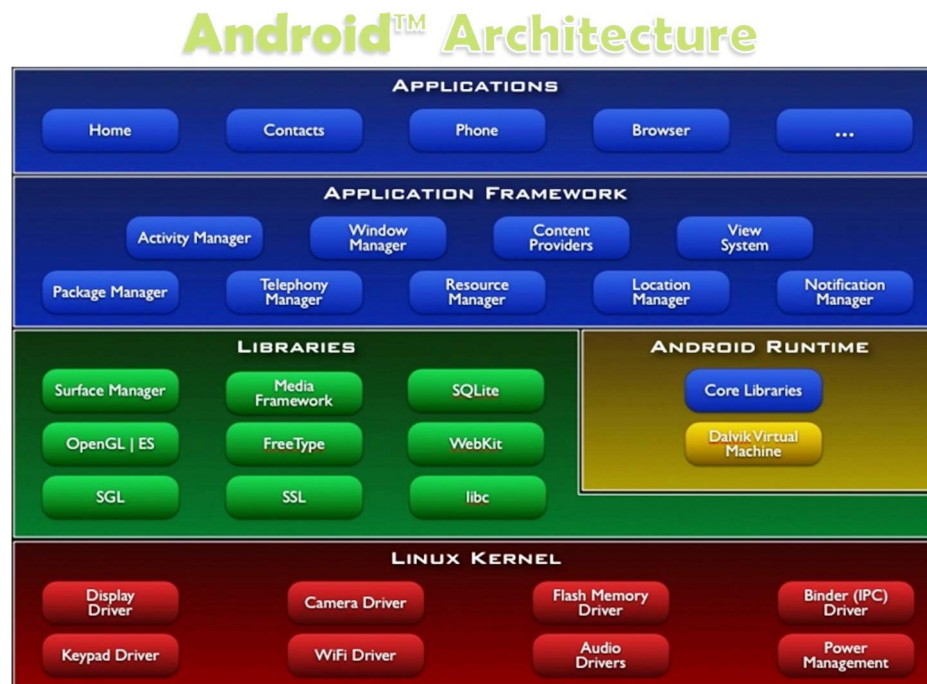 Android™ Architecture
APPLICATIONS
Home
Contacts
Phone
Browser
...
APPLICATION FRAMEWORK
Activity Manager
Window
Manager
Content
Providers
View
System
Package Manager
Telephony
Manager
Resource
Manager
Location
Manager
Notification
Manager
LIBRARIES
Surface Manager
Media
Framework
SQLite
OpenGL | ES
FreeType
WebKit
SGL
SSL
libc
ANDROID RUNTIME
Core Libraries
Dalvik Virtual
Machine
LINUX KERNEL
Display
Driver
Camera Driver
Flash Memory
Driver
Binder (IPC)
Driver
Keypad Driver
WiFi Driver
Audio
Drivers
Power
Management